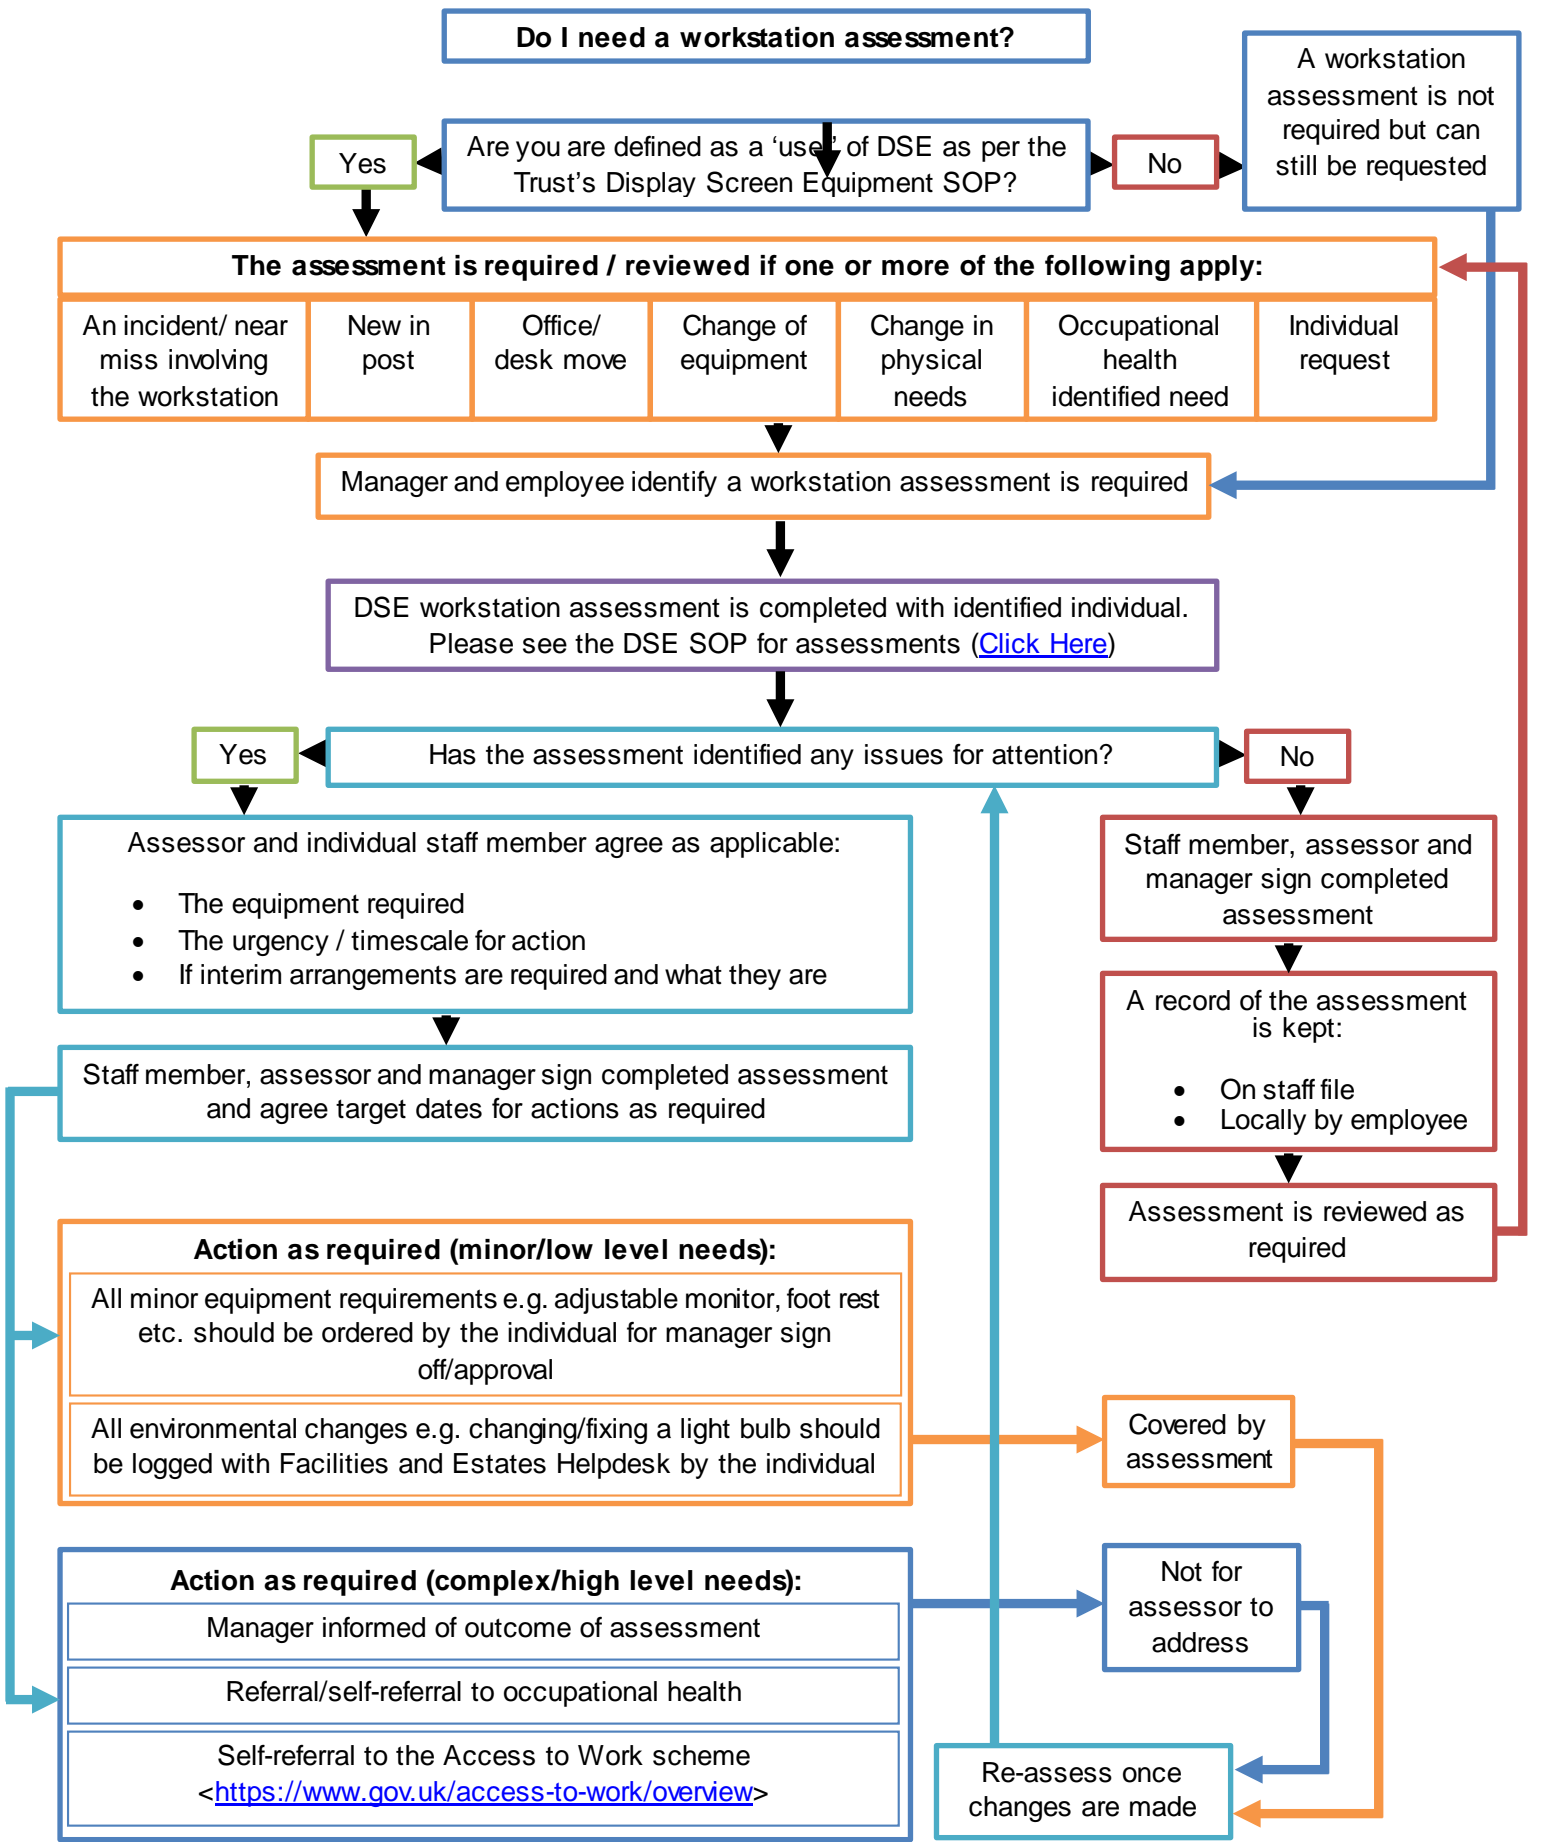 Do I need a workstation assessment?
A workstation
assessment is not
required but can
still be requested
Yes
Are you are defined as a ‘user’ of DSE as per the
Trust’s Display Screen Equipment SOP?
No
The assessment is required / reviewed if one or more of the following apply:
An incident/ near
miss involving
the workstation
New in
post
Office/
desk move
Change of
equipment
Change in
physical
needs
Occupational
health
identified need
Individual
request
Manager and employee identify a workstation assessment is required
DSE workstation assessment is completed with identified individual.
Please see the DSE SOP for assessments (Click Here)
Yes
Has the assessment identified any issues for attention?
No
Assessor and individual staff member agree as applicable:
• The equipment required
• The urgency / timescale for action
• If interim arrangements are required and what they are
Staff member, assessor and manager sign completed assessment
and agree target dates for actions as required
Staff member, assessor and
manager sign completed
assessment
A record of the assessment
is kept:
• On staff file
• Locally by employee
Assessment is reviewed as
required
Action as required (minor/low level needs):
All minor equipment requirements e.g. adjustable monitor, foot rest
etc. should be ordered by the individual for manager sign
off/approval
All environmental changes e.g. changing/fixing a light bulb should
be logged with Facilities and Estates Helpdesk by the individual
Covered by
assessment
Action as required (complex/high level needs):
Manager informed of outcome of assessment
Referral/self-referral to occupational health
Self-referral to the Access to Work scheme
<https://www.gov.uk/access-to-work/overview>
Not for
assessor to
address
Re-assess once
changes are made